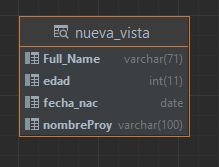 nueva_vista
Full_Name varchar(71)
edad int(11)
fecha_nac date
nombreProy varchar(100)